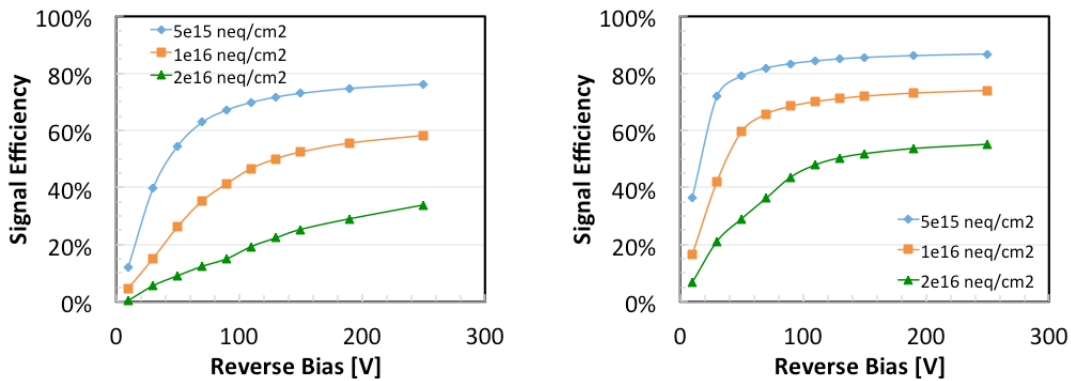 100%
80%
60%
40%
20%
0%
Signal Efficiency
5e15 neq/cm2
1e16 neq/cm2
2e16 neq/cm2
0 100 200 300
Reverse Bias [V]
100%
80%
60%
40%
20%
0%
Signal Efficiency
5e15 neq/cm2
1e16 neq/cm2
2e16 neq/cm2
0 100 200 300
Reverse Bias [V]